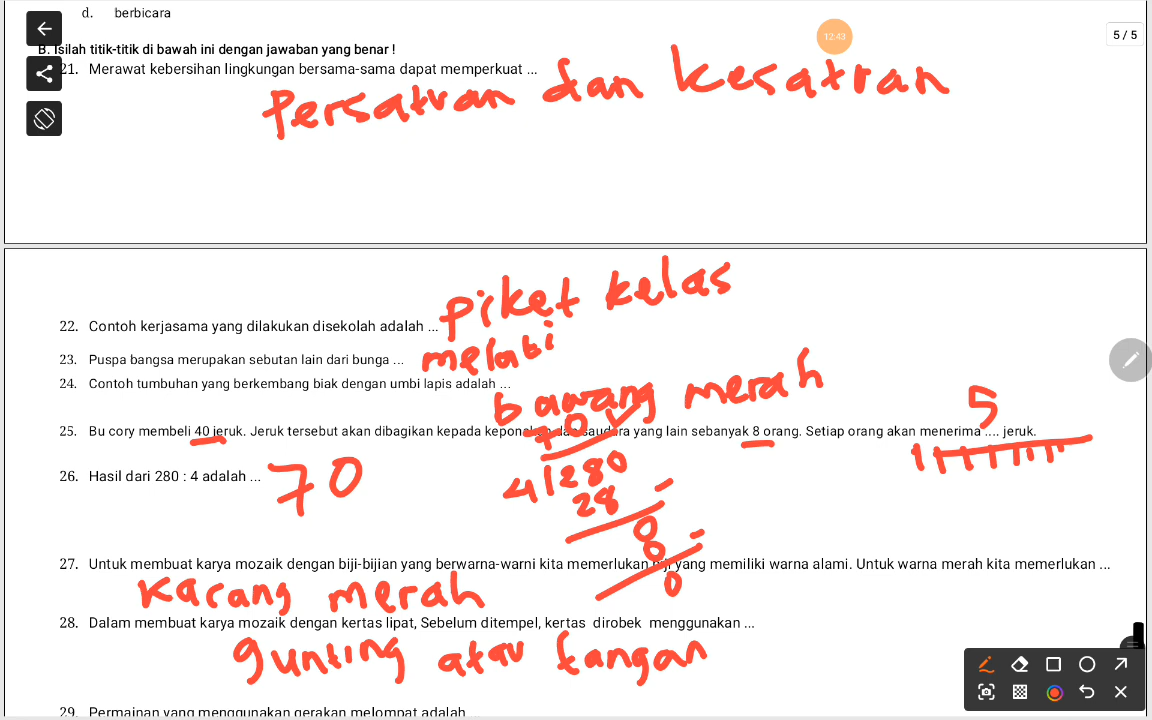 d. berbicara
B. Isilah titik-titik di bawah ini dengan jawaban yang benar !
12:43
5 / 5
21. Merawat kebersihan lingkungan bersama-sama dapat memperkuat ...
Persatuan dan kesatuan
piket kelas
22. Contoh kerjasama yang dilakukan disekolah adalah ...
23. Puspa bangsa merupakan sebutan lain dari bunga ...
melati
24. Contoh tumbuhan yang berkembang biak dengan umbi lapis adalah ...
bawang merah
5
25. Bu cory membeli 40 jeruk. Jeruk tersebut akan dibagikan kepada keponakan dan saudara yang lain sebanyak 8 orang. Setiap orang akan menerima .... jeruk.
26. Hasil dari 280 : 4 adalah ...
70
70
4 280
28
0
0
0
27. Untuk membuat karya mozaik dengan biji-bijian yang berwarna-warni kita memerlukan biji yang memiliki warna alami. Untuk warna merah kita memerlukan ...
Kacang merah
28. Dalam membuat karya mozaik dengan kertas lipat, Sebelum ditempel, kertas dirobek menggunakan ...
gunting atau tangan
29. Permainan yang menggunakan gerakan melompat adalah